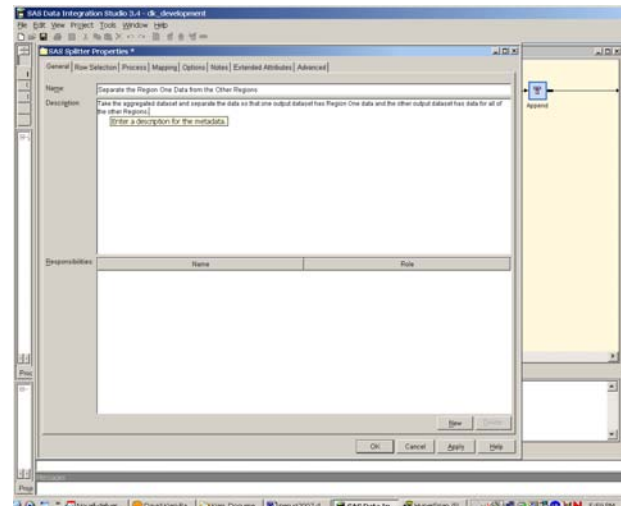 SAS Data Integration Studio 3.4 - dk_development
File Edit View Project Tools Window Help
SAS Splitter Properties *
General Row Selection Process Mapping Options Notes Extended Attributes Advanced
Name: Separate the Region One Data from the Other Regions
Description: Take the aggregated dataset and separate the data so that one output dataset has Region One data and the other output dataset has data for all of
the other Regions.
Enter a description for the metadata.
Append
Responsibilities:
Name Role
New Delete
OK Cancel Apply Help
Messages
SAS Data In...